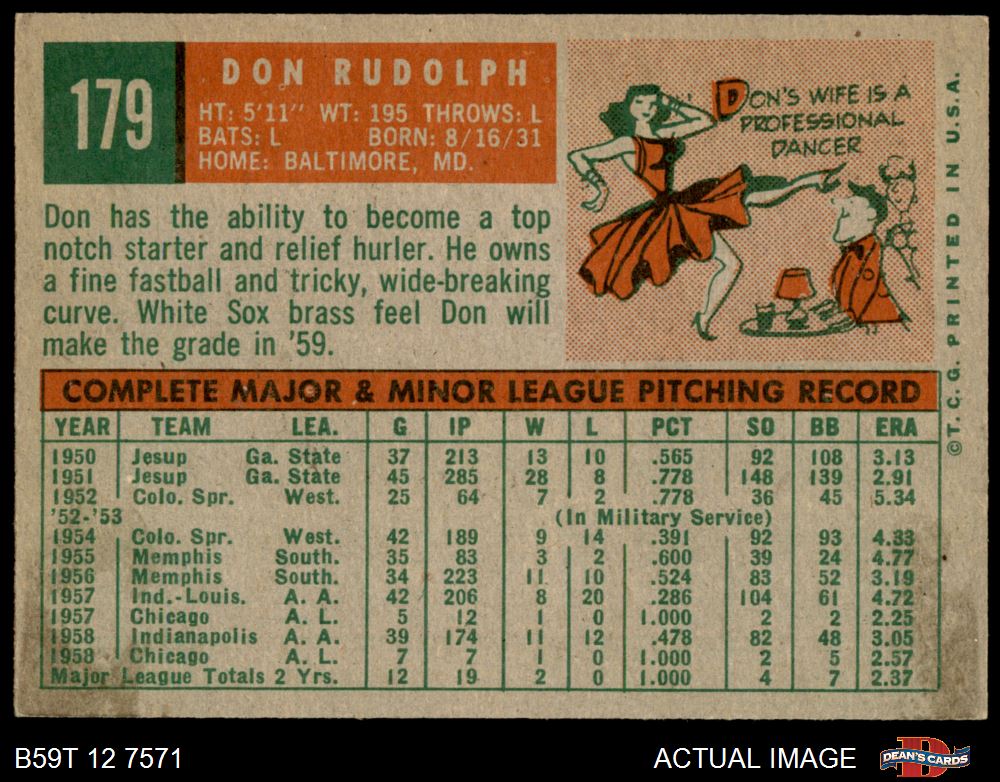 179
DON RUDOLPH
HT: 5'11" WT: 195 THROWS: L
BATS: L BORN: 8/16/31
HOME: BALTIMORE, MD.
DON'S WIFE IS A
PROFESSIONAL
DANCER
Don has the ability to become a top
notch starter and relief hurler. He owns
a fine fastball and tricky, wide-breaking
curve. White Sox brass feel Don will
make the grade in '59.
©T.C.G. PRINTED IN U.S.A.
COMPLETE MAJOR & MINOR LEAGUE PITCHING RECORD
YEAR TEAM LEA. G IP W L PCT SO BB ERA
1950 Jesup Ga. State 37 213 13 10 .565 92 108 3.13
1951 Jesup Ga. State 45 285 28 8 .778 148 139 2.91
1952 Colo. Spr. West. 25 64 7 2 .778 36 45 5.34
'52-'53 (In Military Service)
1954 Colo. Spr. West. 42 189 9 14 .391 92 93 4.33
1955 Memphis South. 35 83 3 2 .600 39 24 4.77
1956 Memphis South. 34 223 11 10 .524 83 52 3.19
1957 Ind.-Louis. A. A. 42 206 8 20 .286 104 61 4.72
1957 Chicago A. L. 5 12 1 0 1.000 2 2 2.25
1958 Indianapolis A. A. 39 174 11 12 .478 82 48 3.05
1958 Chicago A. L. 7 7 1 0 1.000 2 5 2.57
Major League Totals 2 Yrs. 12 19 2 0 1.000 4 7 2.37
B59T 12 7571
ACTUAL IMAGE
DEAN'S CARDS